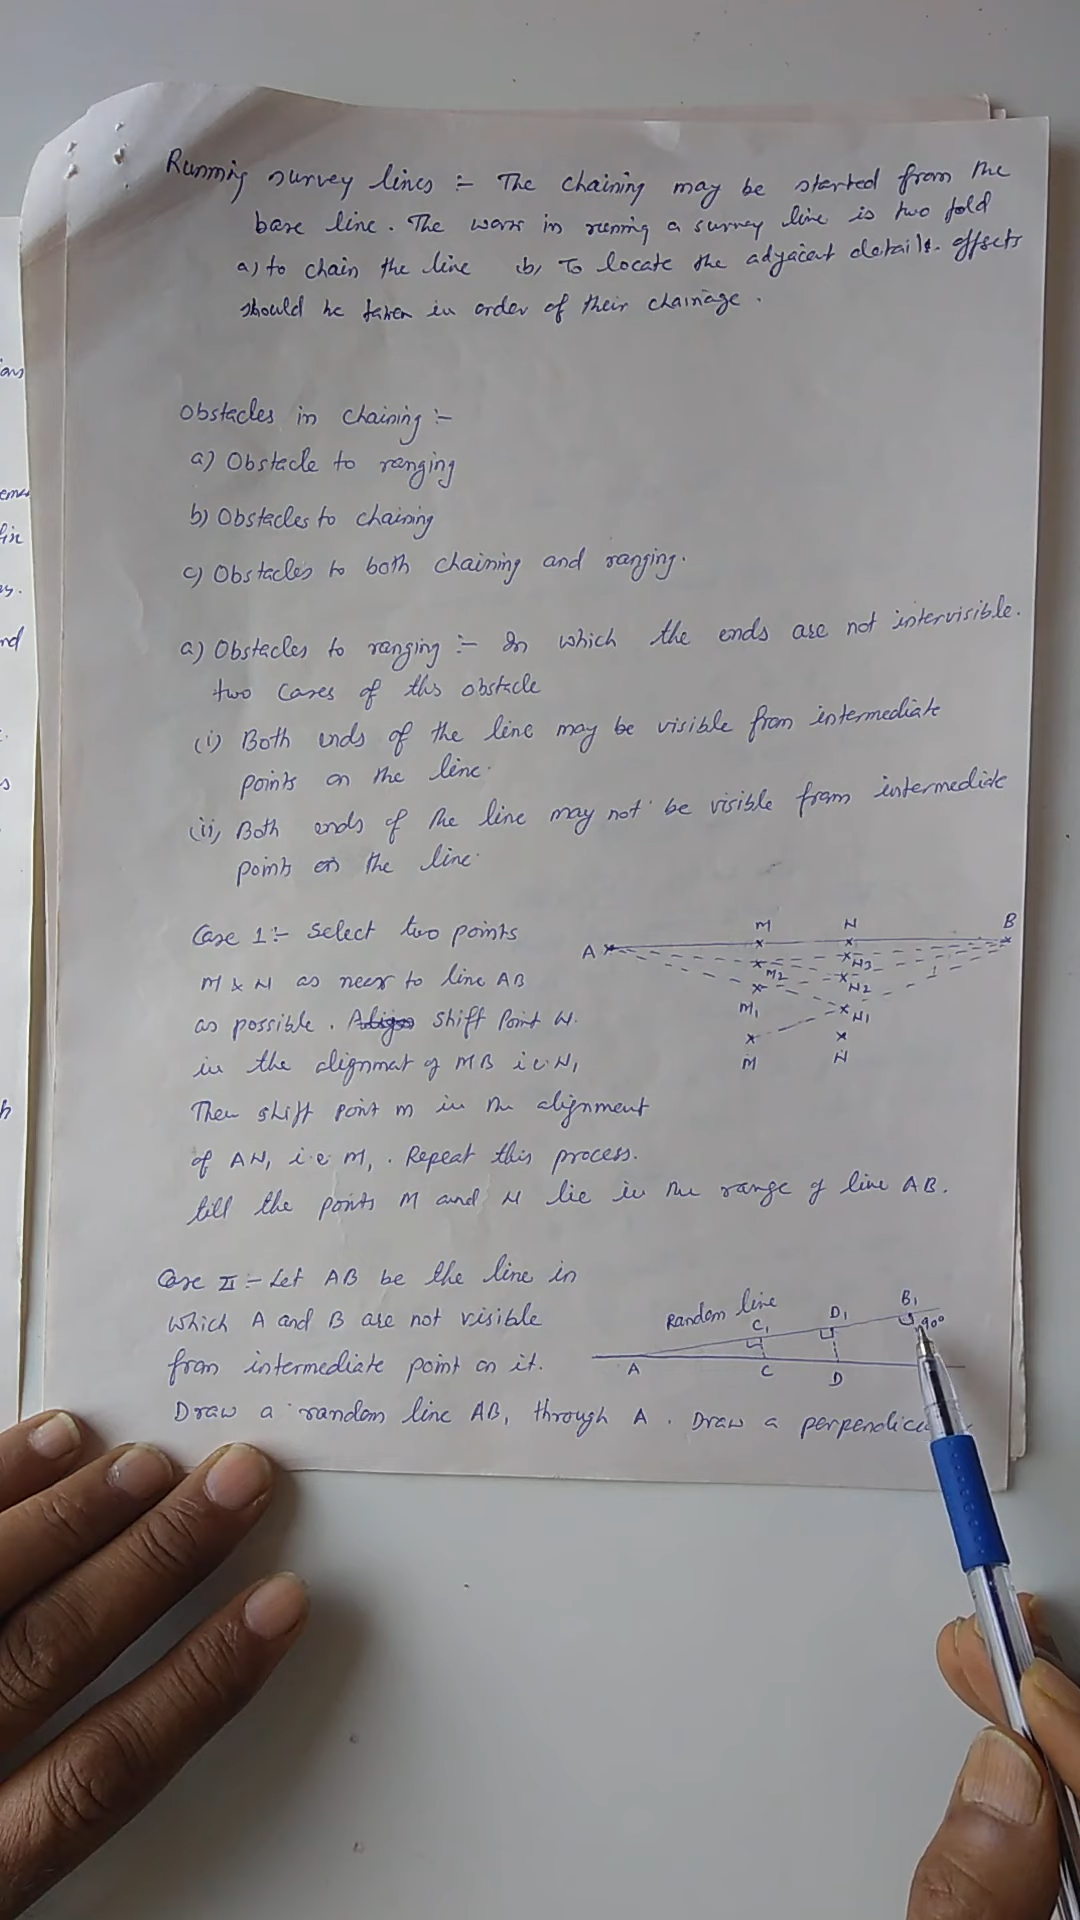 Running survey lines :- The chaining may be started from the
base line. The work in running a survey line is two fold
a) to chain the line b) To locate the adjacent details. offsets
should be taken in order of their chainage.
Obstacles in chaining :-
a) Obstacle to ranging
b) Obstacles to chaining
c) Obstacles to both chaining and ranging.
a) Obstacles to ranging :- In which the ends are not intervisible.
two cases of this obstacle
(i) Both ends of the line may be visible from intermediate
points on the line.
(ii) Both ends of the line may not be visible from intermediate
points on the line.
Case 1:- Select two points
M & N as near to line AB
as possible. shift Point N
in the alignmat of MB i.e N1
Then shift point m in the alignment
of AN1 i.e M1. Repeat this process.
till the points M and N lie in the range of line AB.
A M N B
M2 N3
N2
M1 N1
M N
Case II :- Let AB be the line in
which A and B are not visible
from intermediate point on it.
Draw a random line AB1 through A. Draw a
Random line C1 D1 B1
90°
A C D